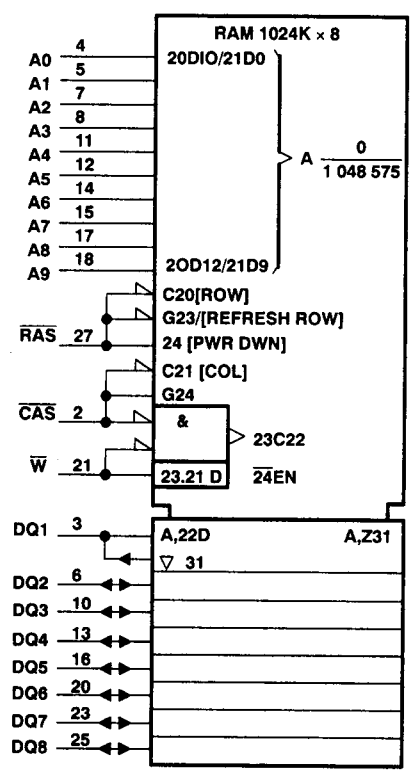 RAM 1024K × 8
A0 4 20DIO/21D0
A1 5
A2 7
A3 8
A4 11
A5 12
A6 14
A7 15
A8 17
A9 18 2OD12/21D9
A 0
1 048 575
C20[ROW]
G23/[REFRESH ROW]
RAS 27 24 [PWR DWN]
C21 [COL]
G24
CAS 2 &
23C22
W 21 23.21 D 24EN
DQ1 3 A,22D A,Z31
31
DQ2 6
DQ3 10
DQ4 13
DQ5 16
DQ6 20
DQ7 23
DQ8 25